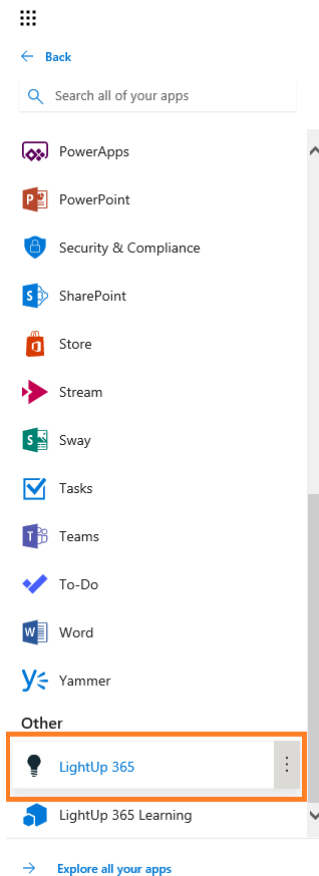 Back
Search all of your apps
PowerApps
PowerPoint
Security & Compliance
SharePoint
Store
Stream
Sway
Tasks
Teams
To-Do
Word
Yammer
Other
LightUp 365
LightUp 365 Learning
Explore all your apps